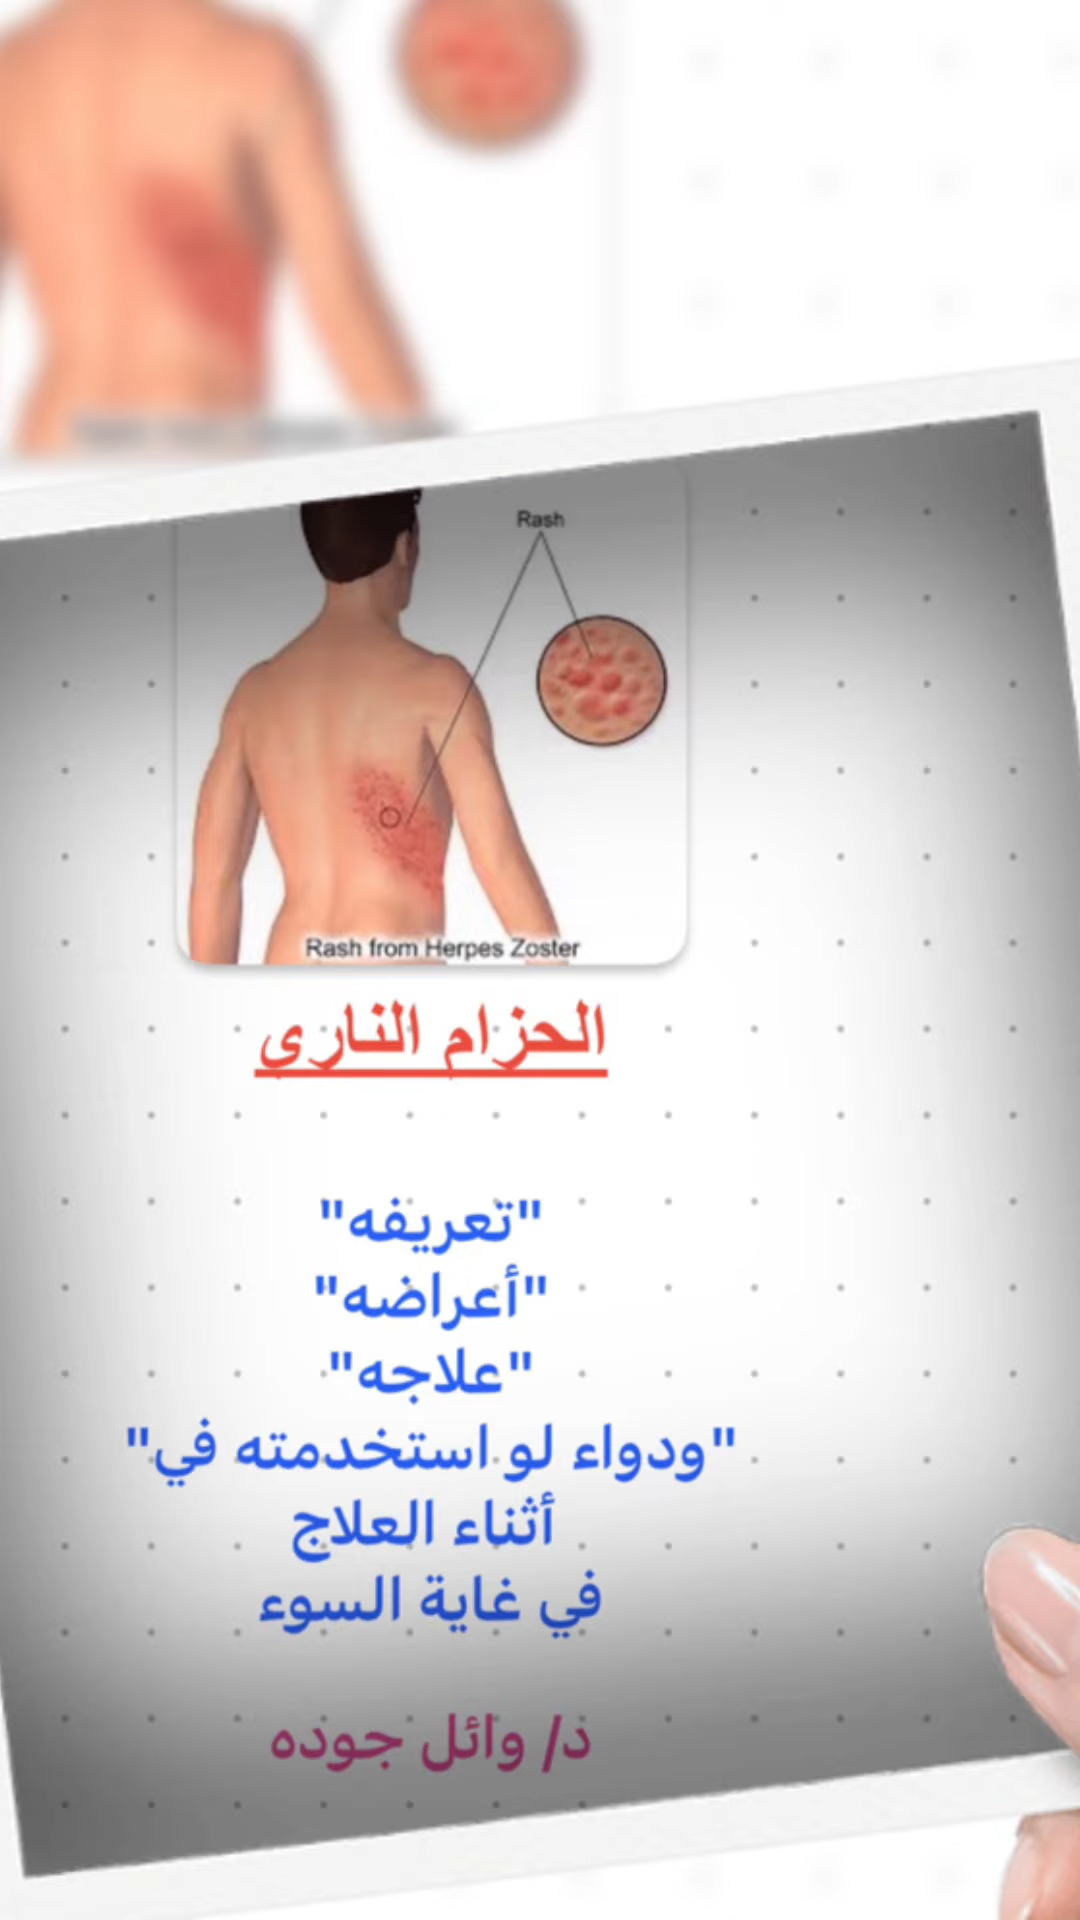 Rash
Rash from Herpes Zoster
الحزام الناري
"تعريفه"
"أعراضه"
"علاجه"
"ودواء لو استخدمته في"
أثناء العلاج
في غاية السوء
د/ وائل جوده